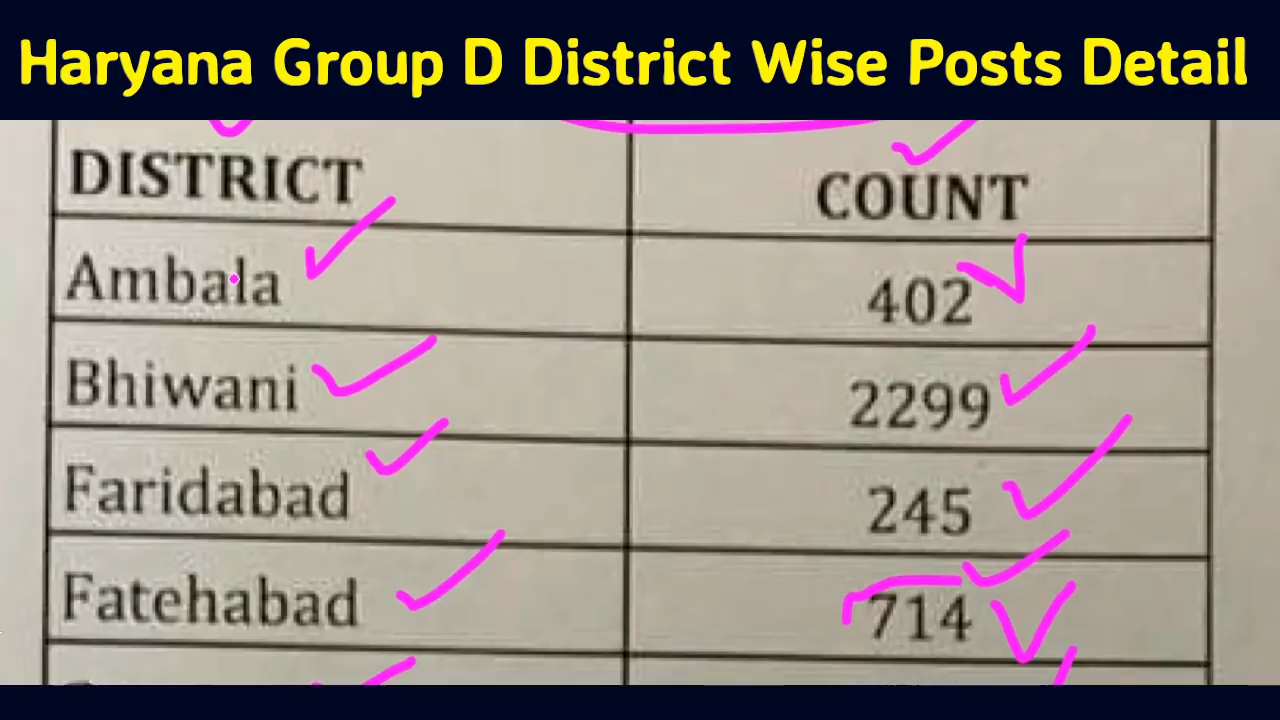 Haryana Group D District Wise Posts Detail
DISTRICT COUNT
Ambala 402
Bhiwani 2299
Faridabad 245
Fatehabad 714